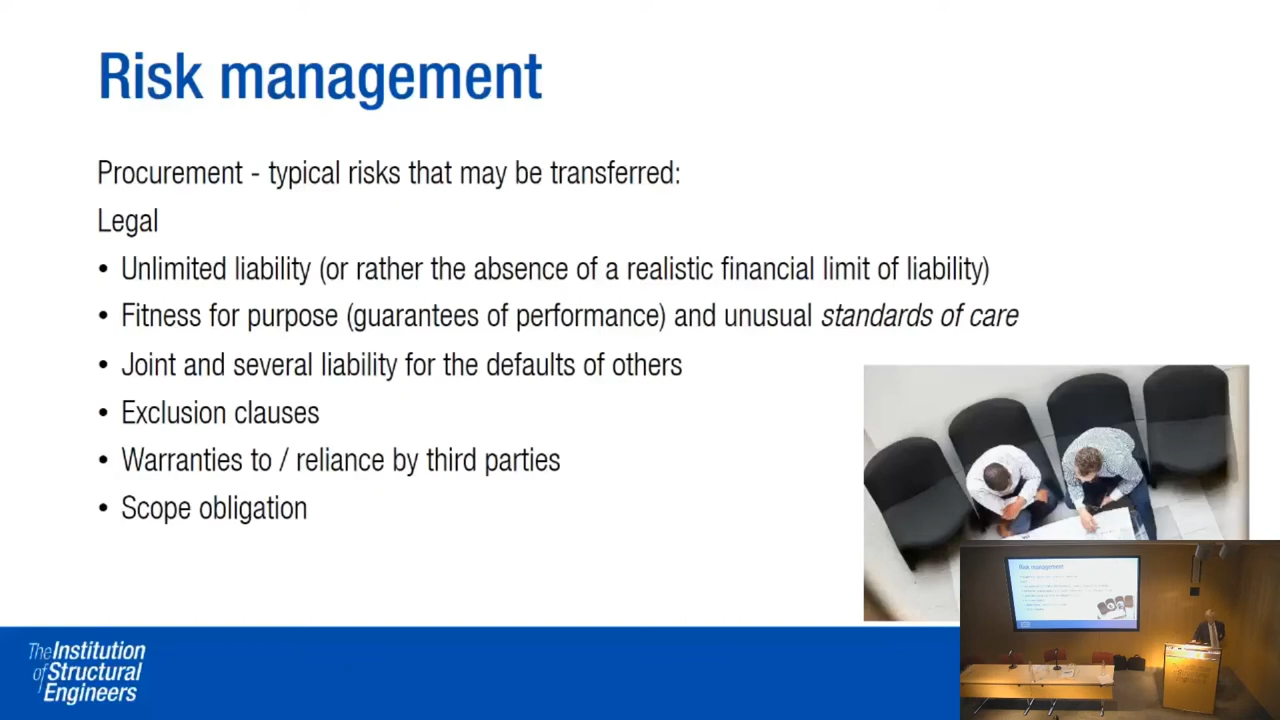 Risk management
Procurement - typical risks that may be transferred:
Legal
• Unlimited liability (or rather the absence of a realistic financial limit of liability)
• Fitness for purpose (guarantees of performance) and unusual standards of care
• Joint and several liability for the defaults of others
• Exclusion clauses
• Warranties to / reliance by third parties
• Scope obligation
The Institution
of Structural
Engineers
Risk management